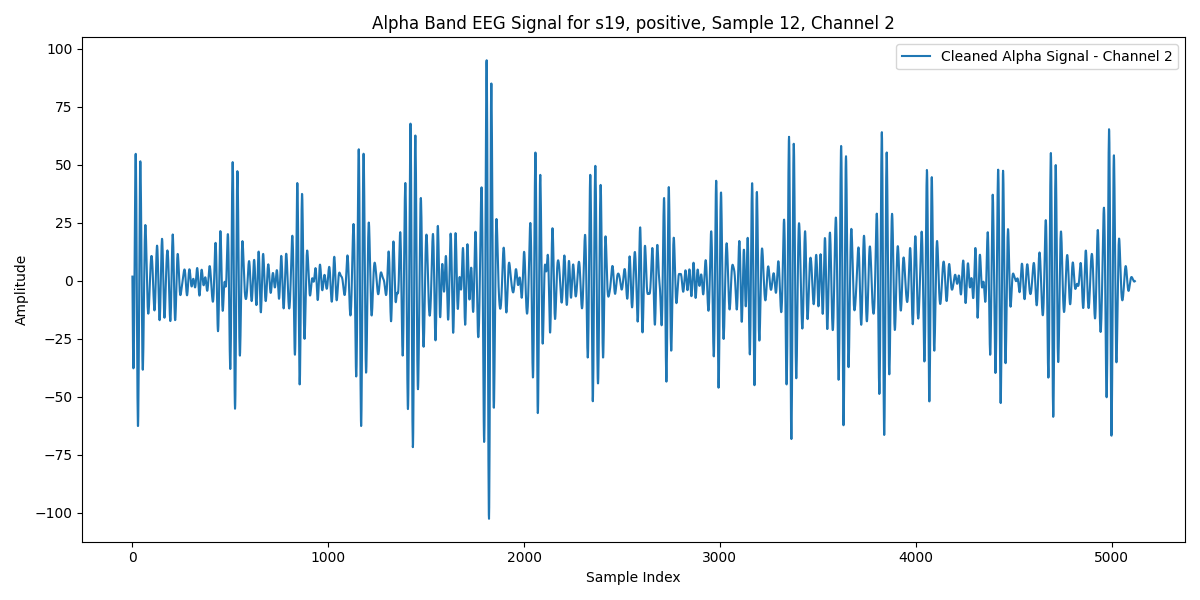 Alpha Band EEG Signal for s19, positive, Sample 12, Channel 2
Cleaned Alpha Signal - Channel 2
Amplitude
100
75
50
25
0
−25
−50
−75
−100
0 1000 2000 3000 4000 5000
Sample Index